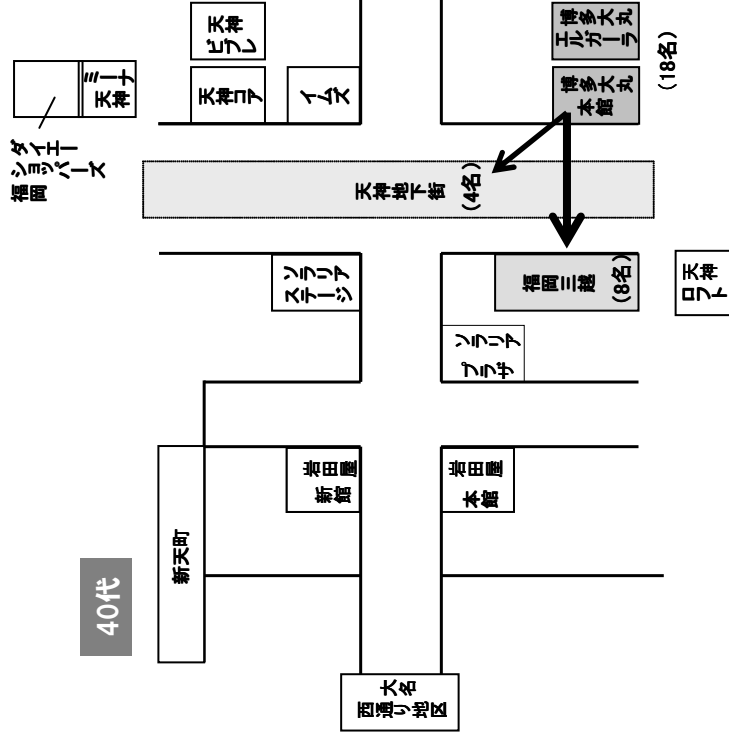 40代
ダイエー
ショッパーズ
福岡
ミーナ
天神
新天町
天神
ビブレ
天神コア
イムズ
ソラリア
ステージ
岩田屋
新館
大名
西通り地区
岩田屋
本館
ソラリア
プラザ
天神地下街
(4名)
福岡三越
(8名)
博多大丸
エルガーラ
博多大丸
本館
(18名)
天神
ロフト